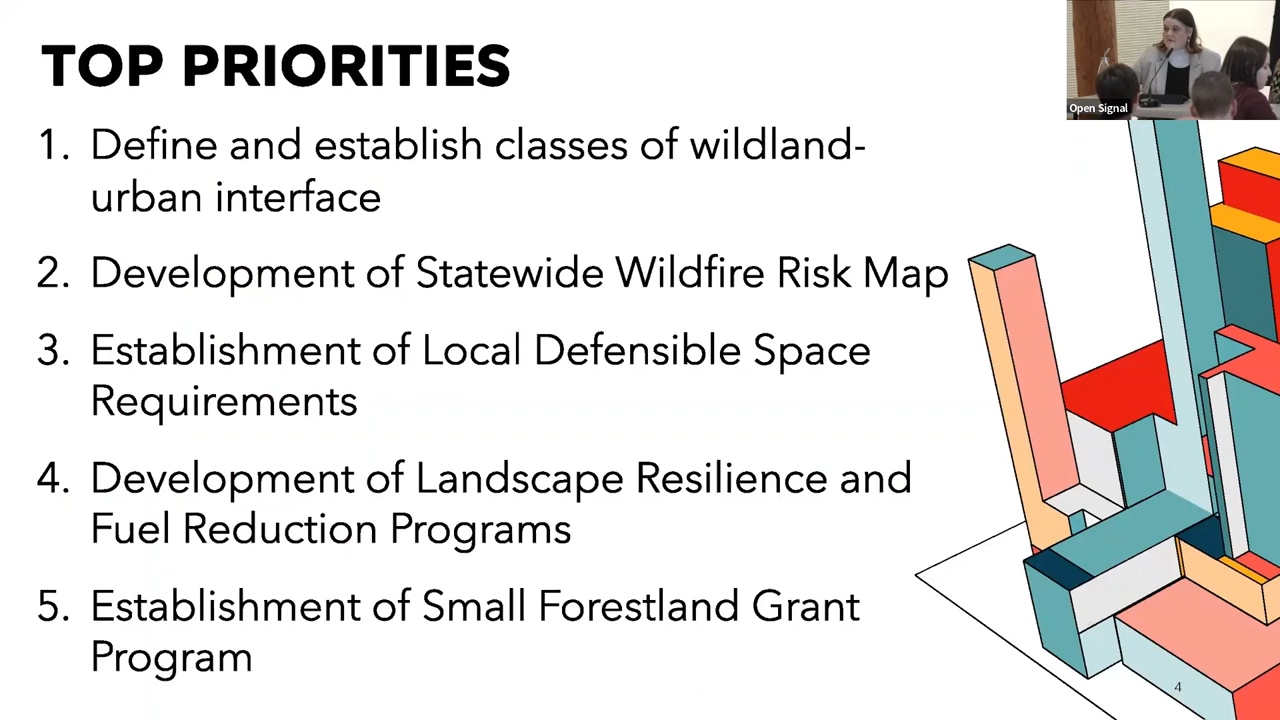 TOP PRIORITIES
Open Signal
1. Define and establish classes of wildland-
urban interface
2. Development of Statewide Wildfire Risk Map
3. Establishment of Local Defensible Space
Requirements
4. Development of Landscape Resilience and
Fuel Reduction Programs
5. Establishment of Small Forestland Grant
Program
4